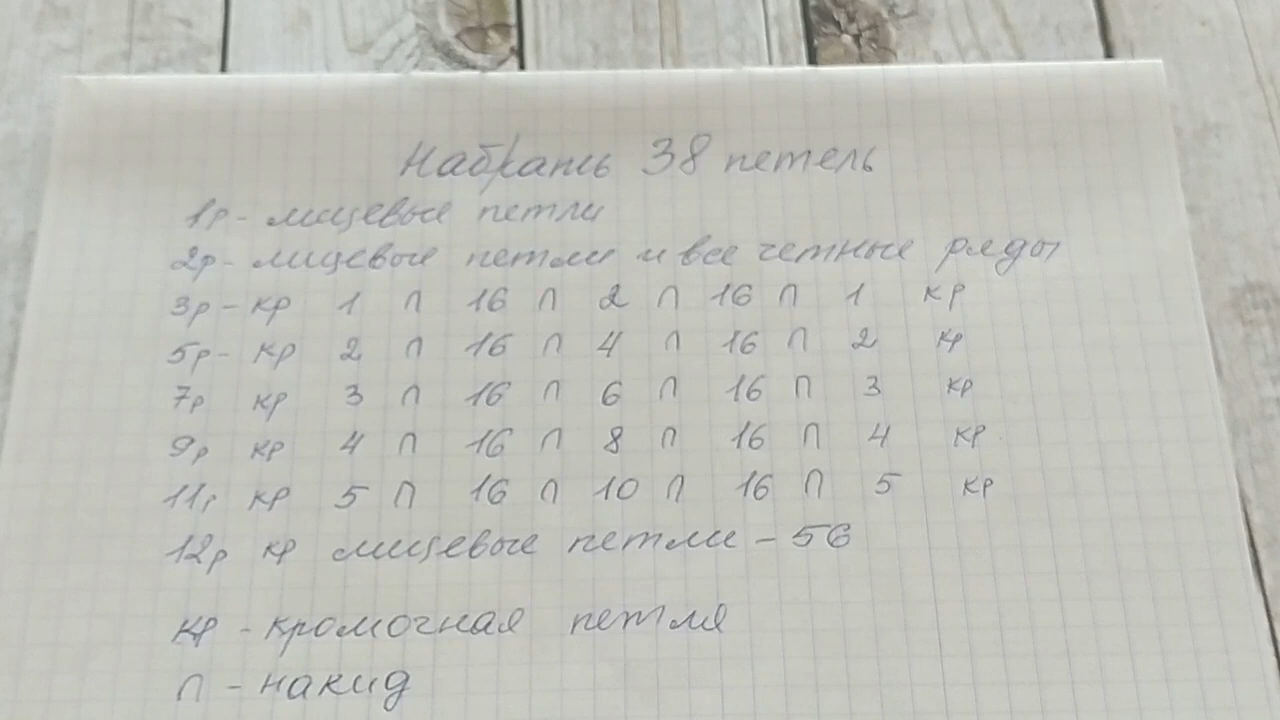 Набрать 38 петель
1р - лицевые петли
2р - лицевые петли и все четные ряды
3р - кр 1 ∩ 16 ∩ 2 ∩ 16 ∩ 1 кр
5р - кр 2 ∩ 16 ∩ 4 ∩ 16 ∩ 2 кр
7р кр 3 ∩ 16 ∩ 6 ∩ 16 ∩ 3 кр
9р кр 4 ∩ 16 ∩ 8 ∩ 16 ∩ 4 кр
11р кр 5 ∩ 16 ∩ 10 ∩ 16 ∩ 5 кр
12р кр лицевые петли - 56
кр - кромочная петля
∩ - накид